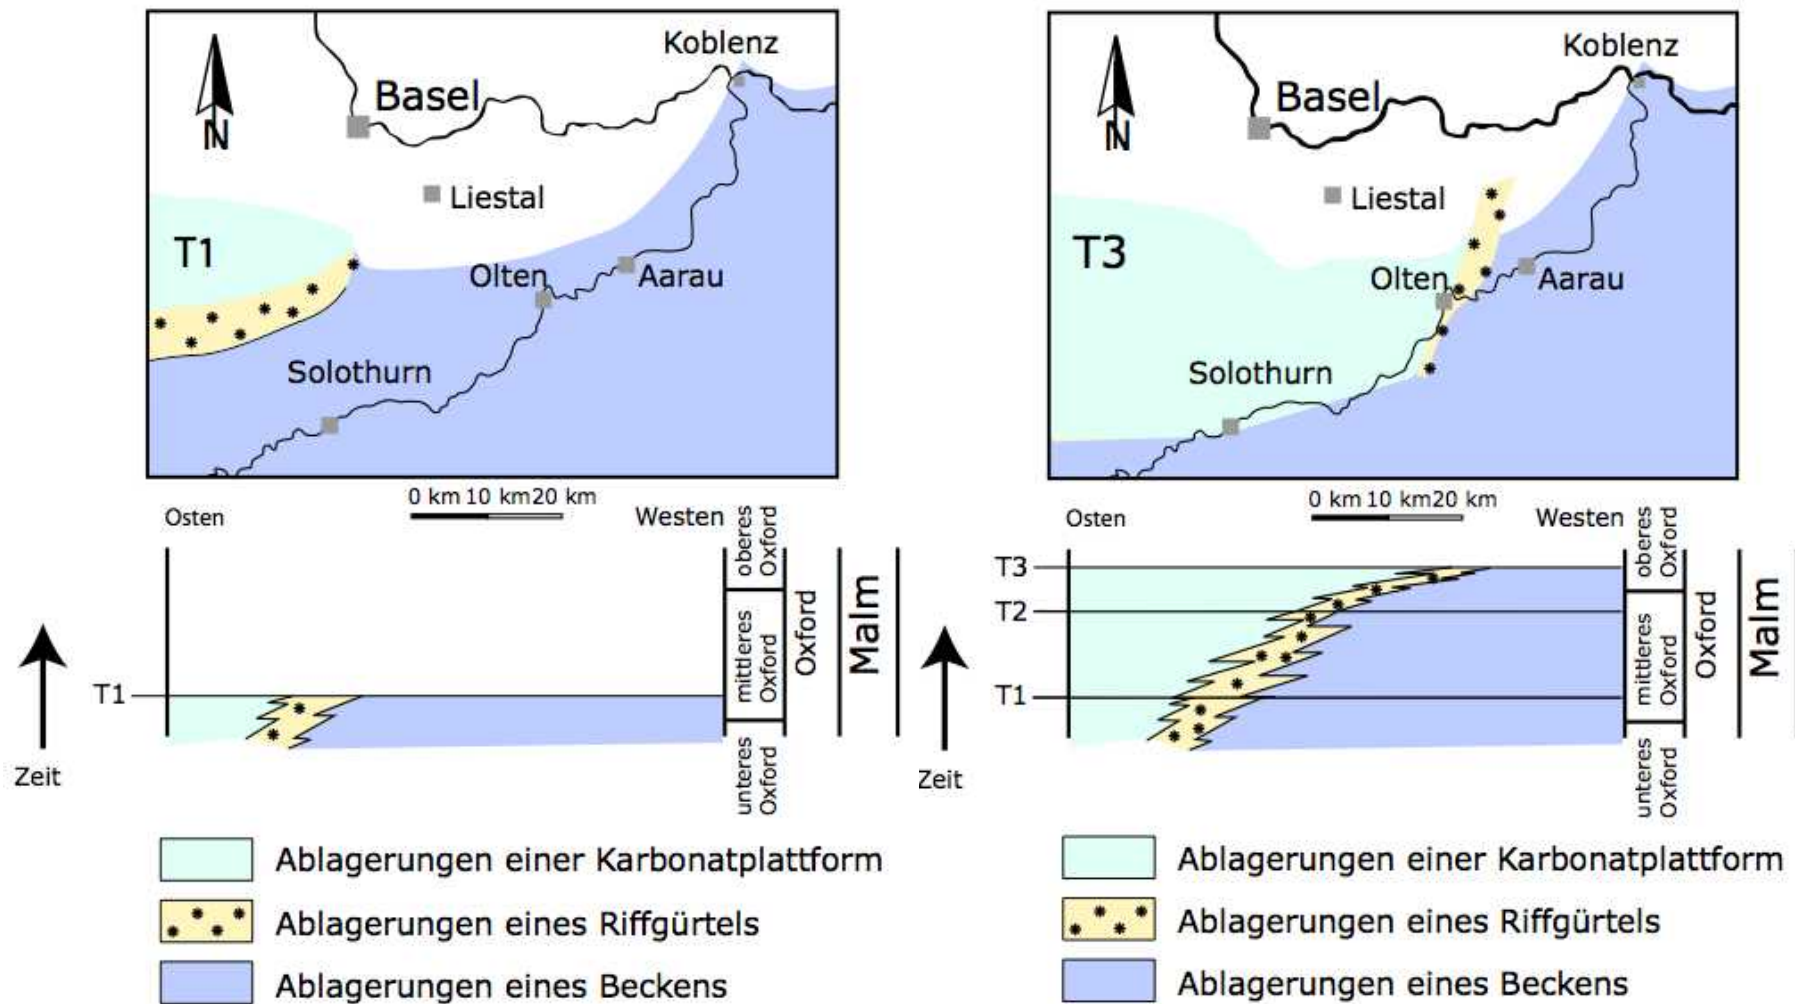 Koblenz
Basel
N
Liestal
T1
Olten
Aarau
Solothurn
0 km 10 km 20 km
Osten
Westen
T1
Zeit
oberes
Oxford
mittleres
Oxford
unteres
Oxford
Oxford
Malm
Ablagerungen einer Karbonatplattform
Ablagerungen eines Riffgürtels
Ablagerungen eines Beckens
Koblenz
Basel
N
Liestal
T3
Olten
Aarau
Solothurn
0 km 10 km 20 km
Osten
Westen
T3
T2
T1
Zeit
oberes
Oxford
mittleres
Oxford
unteres
Oxford
Oxford
Malm
Ablagerungen einer Karbonatplattform
Ablagerungen eines Riffgürtels
Ablagerungen eines Beckens